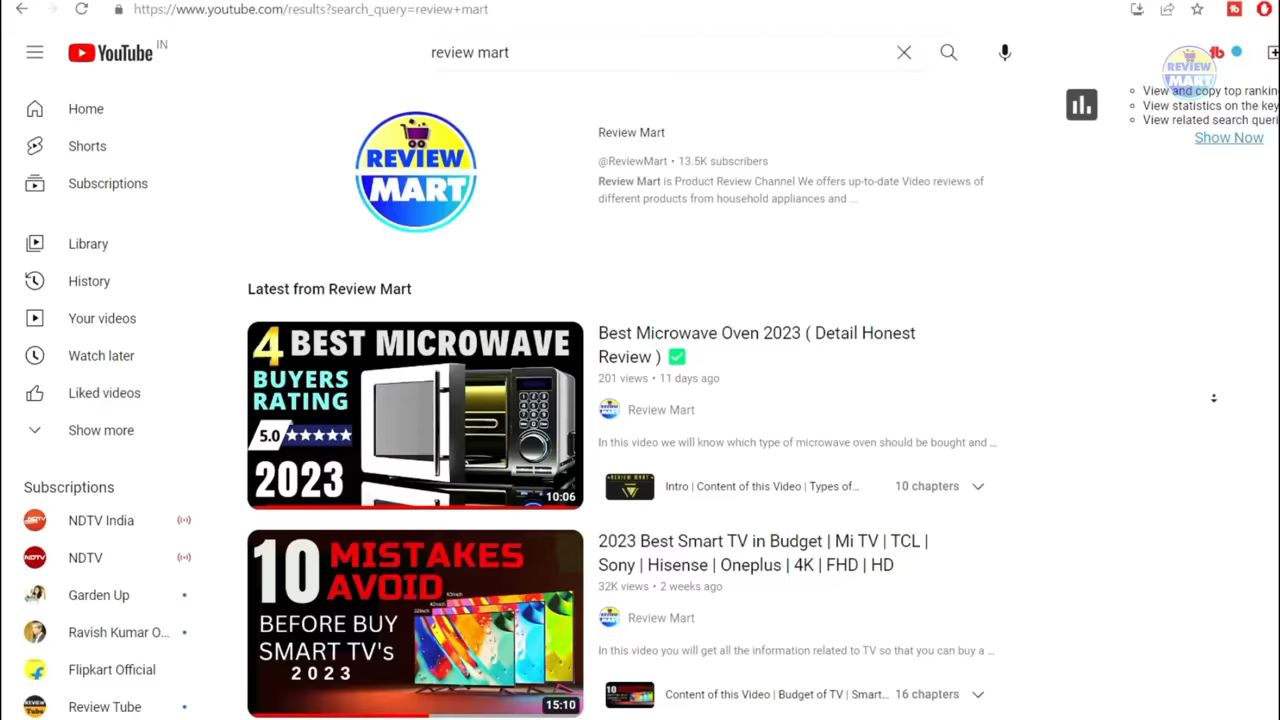 https://www.youtube.com/results?search_query=review+mart
YouTube IN
review mart
REVIEW
MART
View and copy top rankin
View statistics on the key
View related search queri
Show Now
Home
Shorts
Subscriptions
Library
History
Your videos
Watch later
Liked videos
Show more
Subscriptions
NDTV India
NDTV
Garden Up
Ravish Kumar O...
Flipkart Official
Review Tube
REVIEW
MART
Review Mart
@ReviewMart • 13.5K subscribers
Review Mart is Product Review Channel We offers up-to-date Video reviews of
different products from household appliances and ...
Latest from Review Mart
4 BEST MICROWAVE
BUYERS
RATING
5.0
2023
10:06
Best Microwave Oven 2023 ( Detail Honest
Review )
201 views • 11 days ago
Review Mart
In this video we will know which type of microwave oven should be bought and ...
REVIEW MART
Intro | Content of this Video | Types of...
10 chapters
10 MISTAKES
AVOID
BEFORE BUY
SMART TV's
2023
15:10
2023 Best Smart TV in Budget | Mi TV | TCL |
Sony | Hisense | Oneplus | 4K | FHD | HD
32K views • 2 weeks ago
Review Mart
In this video you will get all the information related to TV so that you can buy a ...
Content of this Video | Budget of TV | Smart...
16 chapters